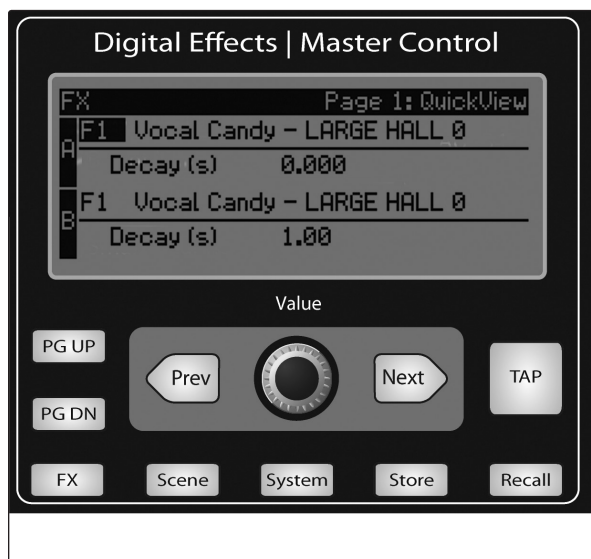 Digital Effects | Master Control
FX Page 1: QuickView
A F1 Vocal Candy – LARGE HALL 0
Decay (s) 0.000
B F1 Vocal Candy – LARGE HALL 0
Decay (s) 1.00
Value
PG UP
Prev Next TAP
PG DN
FX Scene System Store Recall